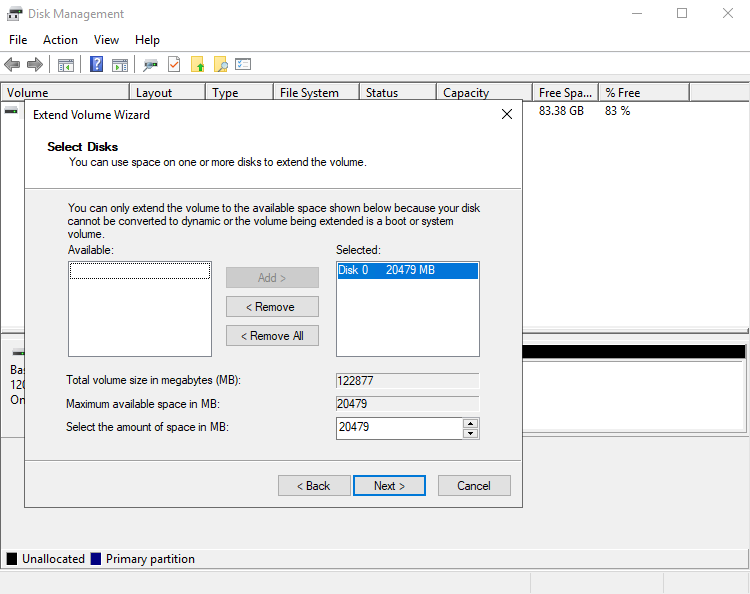 Disk Management
File Action View Help
Volume Layout Type File System Status Capacity Free Spa... % Free
83.38 GB 83 %
Extend Volume Wizard
Select Disks
You can use space on one or more disks to extend the volume.
You can only extend the volume to the available space shown below because your disk
cannot be converted to dynamic or the volume being extended is a boot or system
volume.
Available: Selected:
Disk 0 20479 MB
Add >
< Remove
< Remove All
Total volume size in megabytes (MB): 122877
Maximum available space in MB: 20479
Select the amount of space in MB: 20479
< Back Next > Cancel
Ba
120
On
Unallocated Primary partition